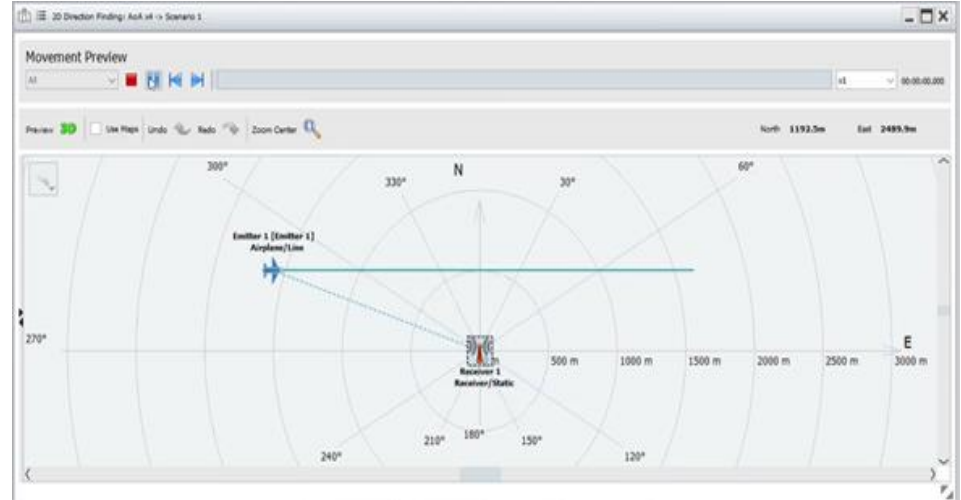 2D Direction Finding: AoA x4 -> Scenario 1
Movement Preview
All
x1
00:00:00.000
Preview 3D Use Maps Undo Redo Zoom Center
North 1192.5m East 2489.9m
300°
330°
N
30°
60°
Emitter 1 [Emitter 1]
Airplane/Line
270°
E
m 500 m 1000 m 1500 m 2000 m 2500 m 3000 m
Receiver 1
Receiver/Static
240°
210°
180°
150°
120°